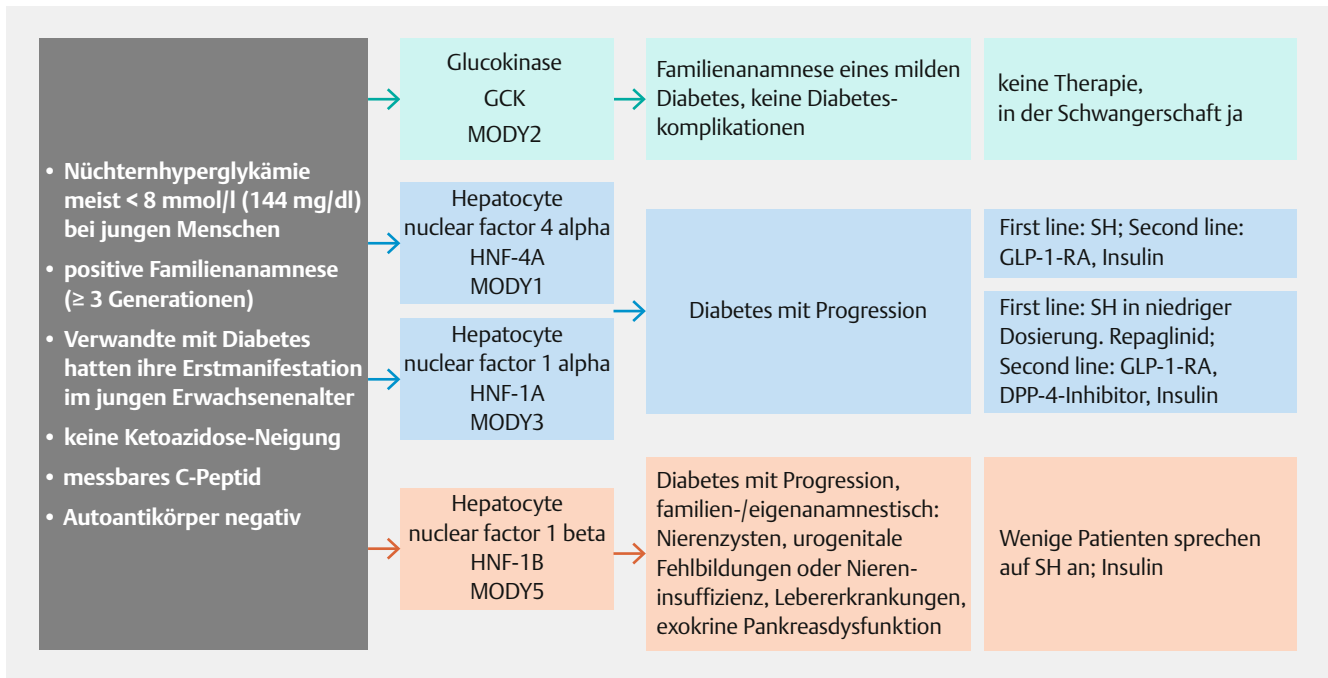 • Nüchternhyperglykämie
meist < 8 mmol/l (144 mg/dl)
bei jungen Menschen
• positive Familienanamnese
(≥ 3 Generationen)
• Verwandte mit Diabetes
hatten ihre Erstmanifestation
im jungen Erwachsenenalter
• keine Ketoazidose-Neigung
• messbares C-Peptid
• Autoantikörper negativ
Glucokinase
GCK
MODY2
Familienanamnese eines milden
Diabetes, keine Diabetes-
komplikationen
keine Therapie,
in der Schwangerschaft ja
Hepatocyte
nuclear factor 4 alpha
HNF-4A
MODY1
Hepatocyte
nuclear factor 1 alpha
HNF-1A
MODY3
Diabetes mit Progression
First line: SH; Second line:
GLP-1-RA, Insulin
First line: SH in niedriger
Dosierung. Repaglinid;
Second line: GLP-1-RA,
DPP-4-Inhibitor, Insulin
Hepatocyte
nuclear factor 1 beta
HNF-1B
MODY5
Diabetes mit Progression,
familien-/eigenanamnestisch:
Nierenzysten, urogenitale
Fehlbildungen oder Nieren-
insuffizienz, Lebererkrankungen,
exokrine Pankreasdysfunktion
Wenige Patienten sprechen
auf SH an; Insulin